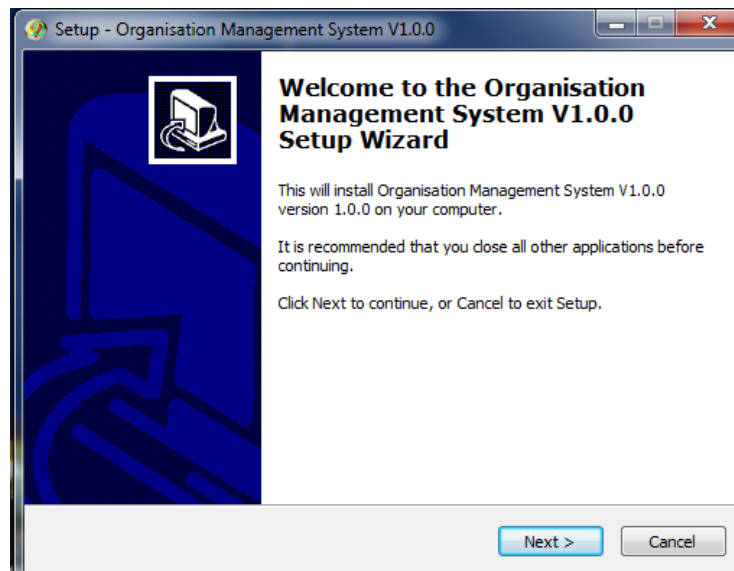 Setup - Organisation Management System V1.0.0
Welcome to the Organisation
Management System V1.0.0
Setup Wizard
This will install Organisation Management System V1.0.0
version 1.0.0 on your computer.
It is recommended that you close all other applications before
continuing.
Click Next to continue, or Cancel to exit Setup.
Next >
Cancel